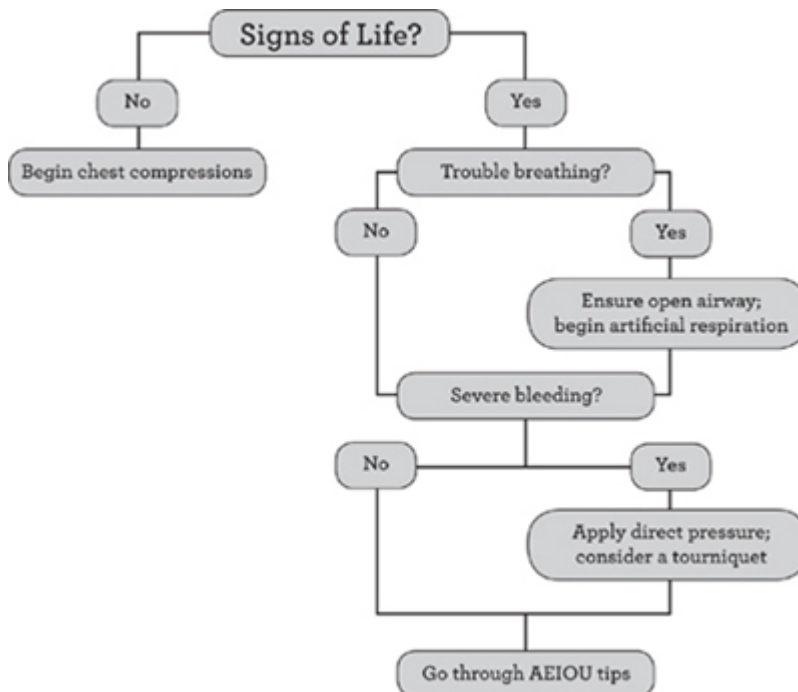 Signs of Life?
No
Yes
Begin chest compressions
Trouble breathing?
No
Yes
Ensure open airway;
begin artificial respiration
Severe bleeding?
No
Yes
Apply direct pressure;
consider a tourniquet
Go through AEIOU tips